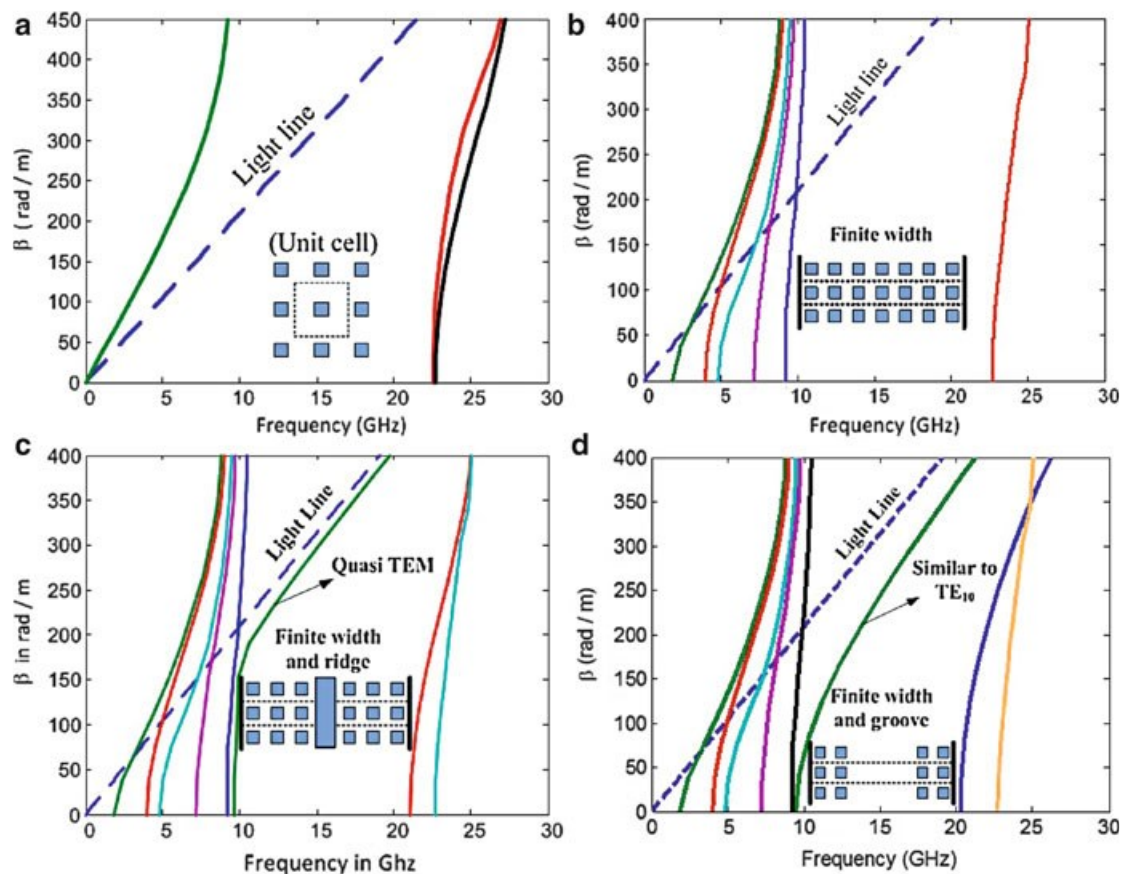 a
450
400
350
300
250
200
150
100
50
0
β ( rad / m)
Light line
(Unit cell)
0 5 10 15 20 25 30
Frequency (GHz)
b
400
350
300
250
200
150
100
50
0
β (rad / m)
Light line
Finite width
0 5 10 15 20 25 30
Frequency (GHz)
c
400
350
300
250
200
150
100
50
0
β in rad / m
Light Line
Quasi TEM
Finite width
and ridge
0 5 10 15 20 25 30
Frequency in Ghz
d
400
350
300
250
200
150
100
50
0
β (rad / m)
Light Line
Similar to
TE₁₀
Finite width
and groove
0 5 10 15 20 25 30
Frequency (GHz)